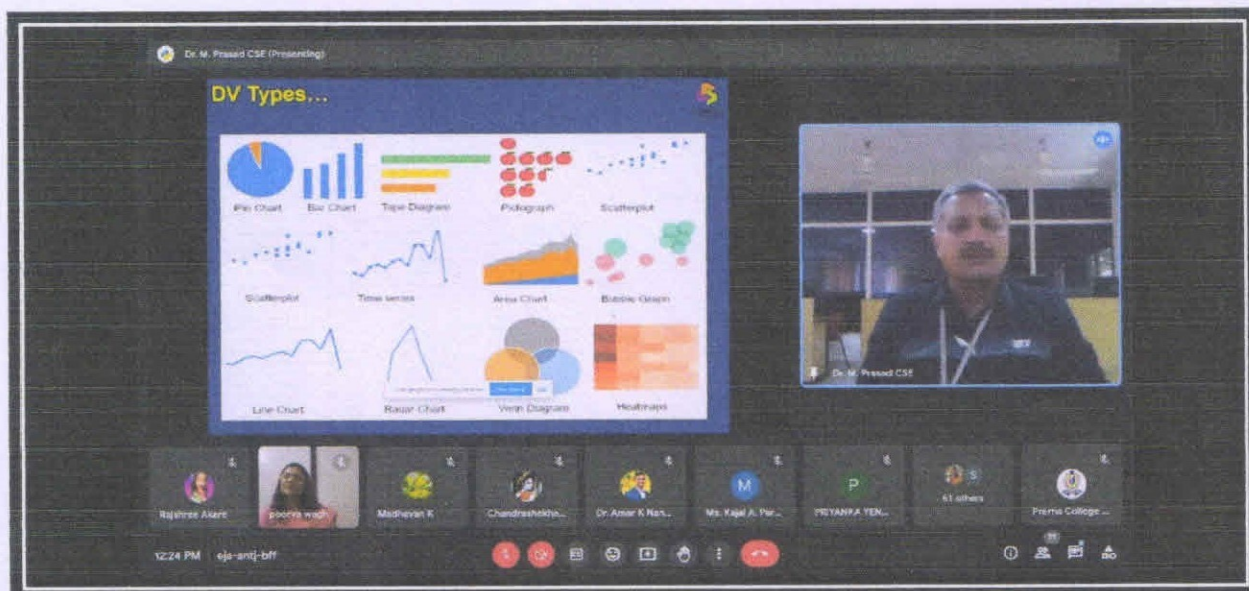 Dr. M. Prasad CSE (Presenting)
DV Types...
Pie Chart Bar Chart Tape Diagram Pictograph Scatterplot
Scatterplot Time series Area Chart Bubble Graph
Line Chart Radar Chart Venn Diagram Heatmaps
Dr. M. Prasad CSE
Rajshree Akare poorva wagh Madhavan K Chandrashekha... Dr. Amar K Nan... Ms. Kajal A. Par... PRIYANKA YEN... 61 others Prerna College ...
M P S
12:24 PM eja-antj-bff